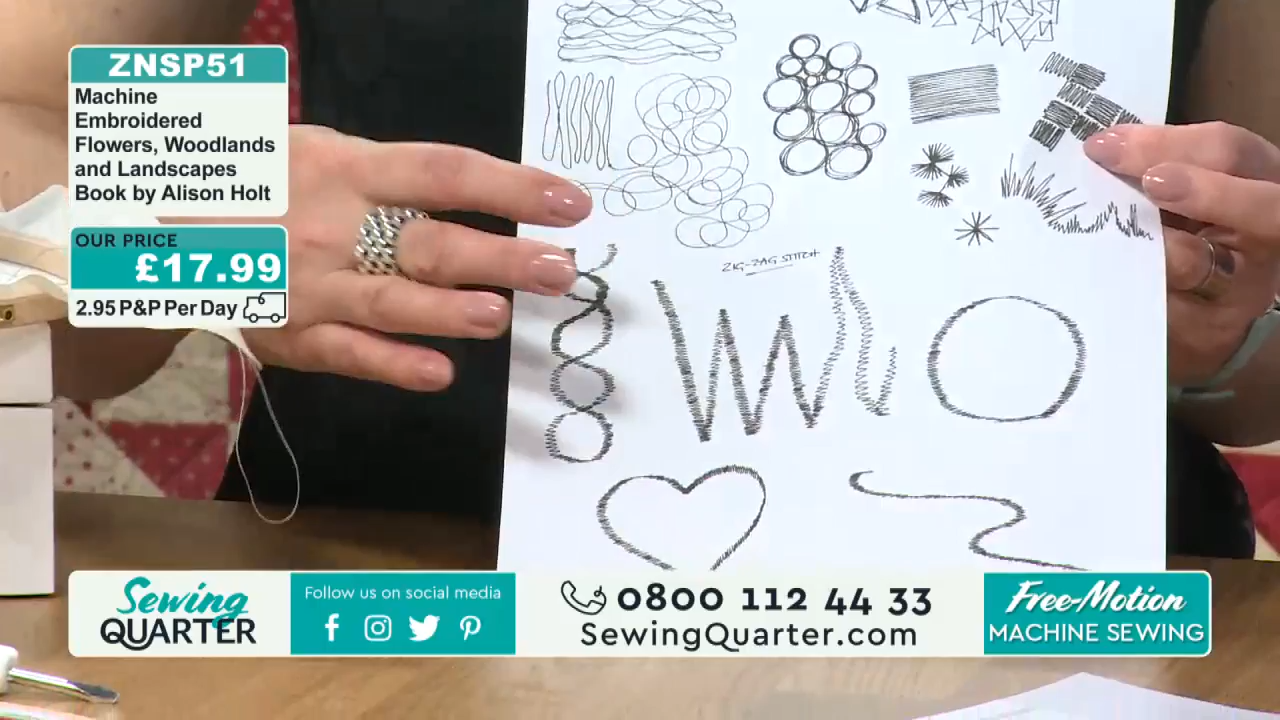 ZNSP51
Machine
Embroidered
Flowers, Woodlands
and Landscapes
Book by Alison Holt
OUR PRICE
£17.99
2.95 P&P Per Day
ZIG-ZAG STITCH
Sewing
QUARTER
Follow us on social media
0800 112 44 33
SewingQuarter.com
Free-Motion
MACHINE SEWING